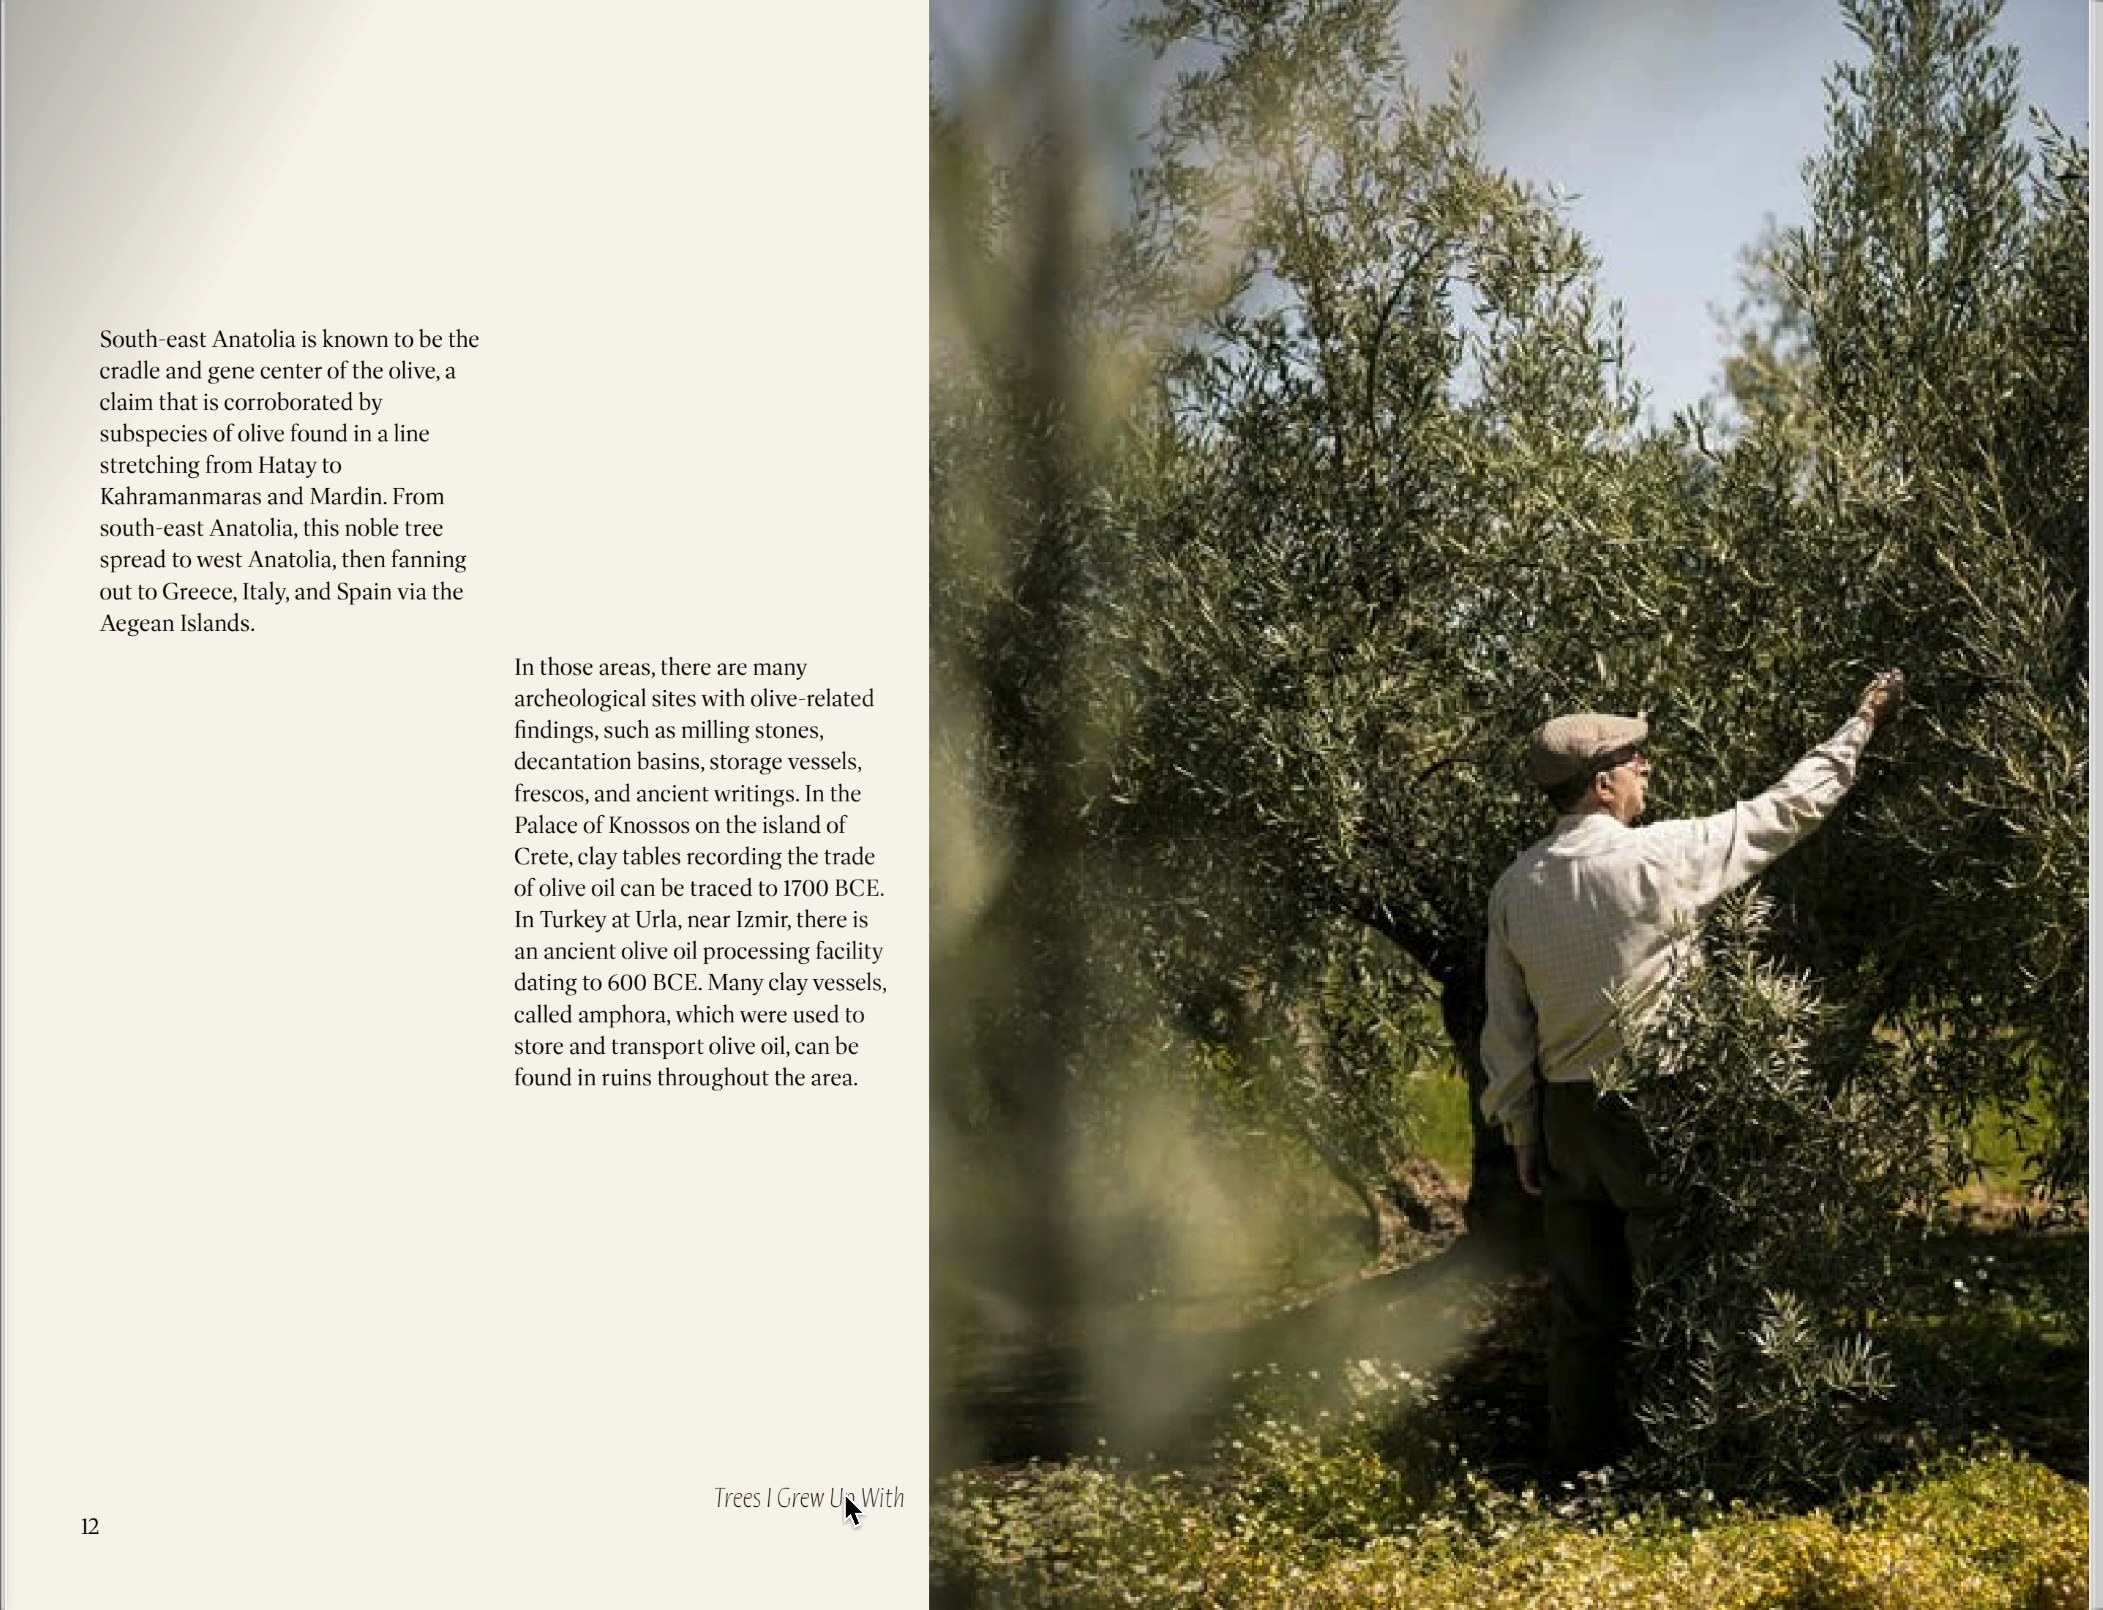 South-east Anatolia is known to be the
cradle and gene center of the olive, a
claim that is corroborated by
subspecies of olive found in a line
stretching from Hatay to
Kahramanmaras and Mardin. From
south-east Anatolia, this noble tree
spread to west Anatolia, then fanning
out to Greece, Italy, and Spain via the
Aegean Islands.
In those areas, there are many
archeological sites with olive-related
findings, such as milling stones,
decantation basins, storage vessels,
frescos, and ancient writings. In the
Palace of Knossos on the island of
Crete, clay tables recording the trade
of olive oil can be traced to 1700 BCE.
In Turkey at Urla, near Izmir, there is
an ancient olive oil processing facility
dating to 600 BCE. Many clay vessels,
called amphora, which were used to
store and transport olive oil, can be
found in ruins throughout the area.
Trees I Grew Up With
12